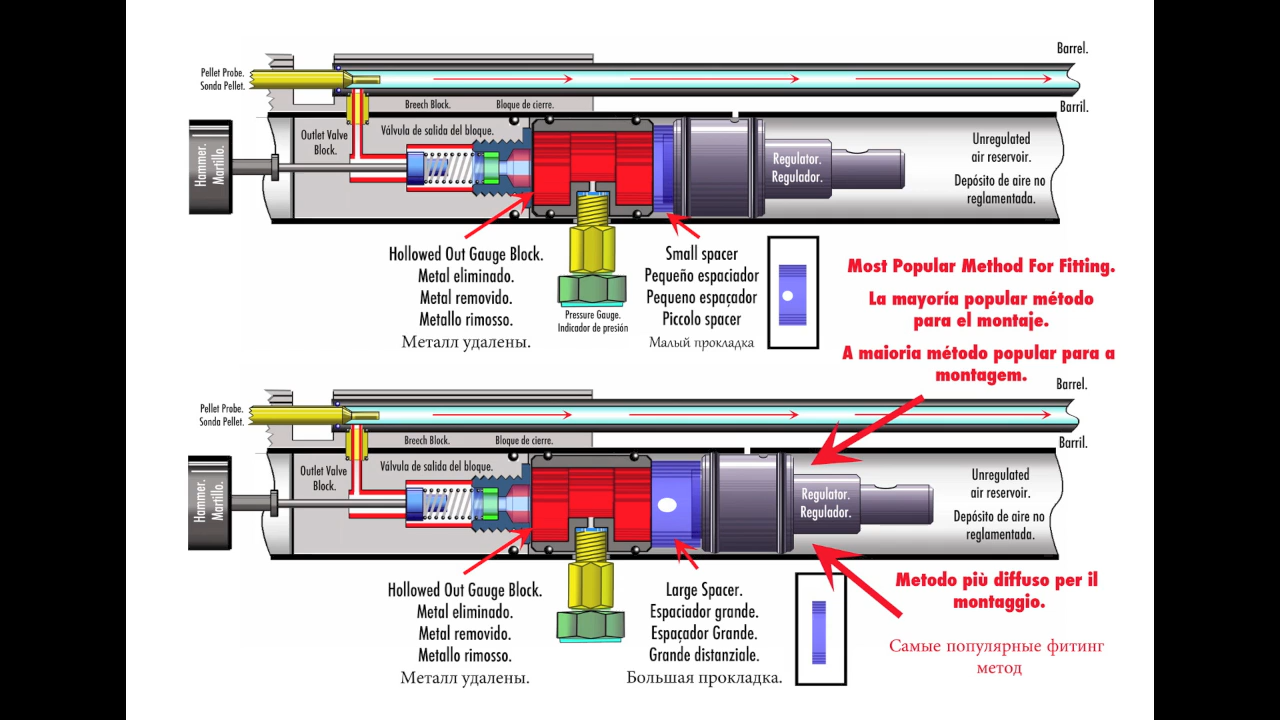 Barrel.
Pellet Probe.
Sonda Pellet.
Breech Block.
Bloque de cierre.
Barril.
Hammer.
Martillo.
Outlet Valve
Block.
Válvula de salida del bloque.
Regulator.
Regulador.
Unregulated
air reservoir.
Depósito de aire no
reglamentada.
Hollowed Out Gauge Block.
Metal eliminado.
Metal removido.
Metallo rimosso.
Металл удалены.
Pressure Gauge.
Indicador de presión
Small spacer
Pequeño espaciador
Pequeno espaçador
Piccolo spacer
Малый прокладка
Most Popular Method For Fitting.
La mayoría popular método
para el montaje.
A maioria método popular para a
montagem.
Barrel.
Pellet Probe.
Sonda Pellet.
Breech Block.
Bloque de cierre.
Barril.
Hammer.
Martillo.
Outlet Valve
Block.
Válvula de salida del bloque.
Regulator.
Regulador.
Unregulated
air reservoir.
Depósito de aire no
reglamentada.
Hollowed Out Gauge Block.
Metal eliminado.
Metal removido.
Metallo rimosso.
Металл удалены.
Large Spacer.
Espaciador grande.
Espaçador Grande.
Grande distanziale.
Большая прокладка.
Metodo più diffuso per il
montaggio.
Самые популярные фитинг
метод